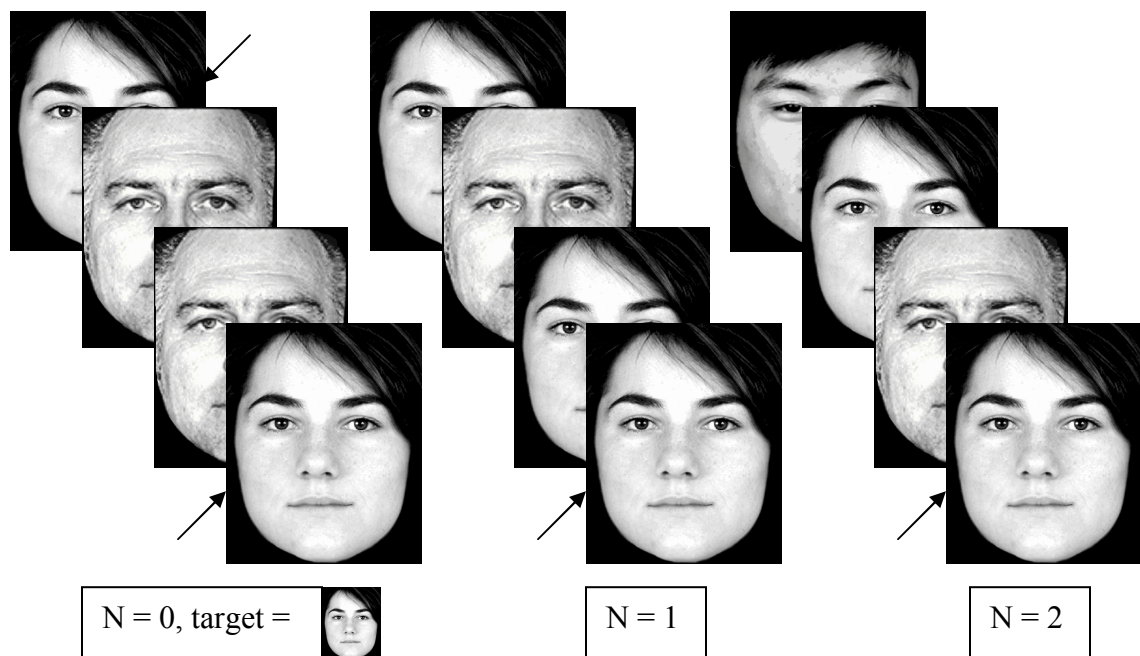 N = 0, target =
N = 1
N = 2